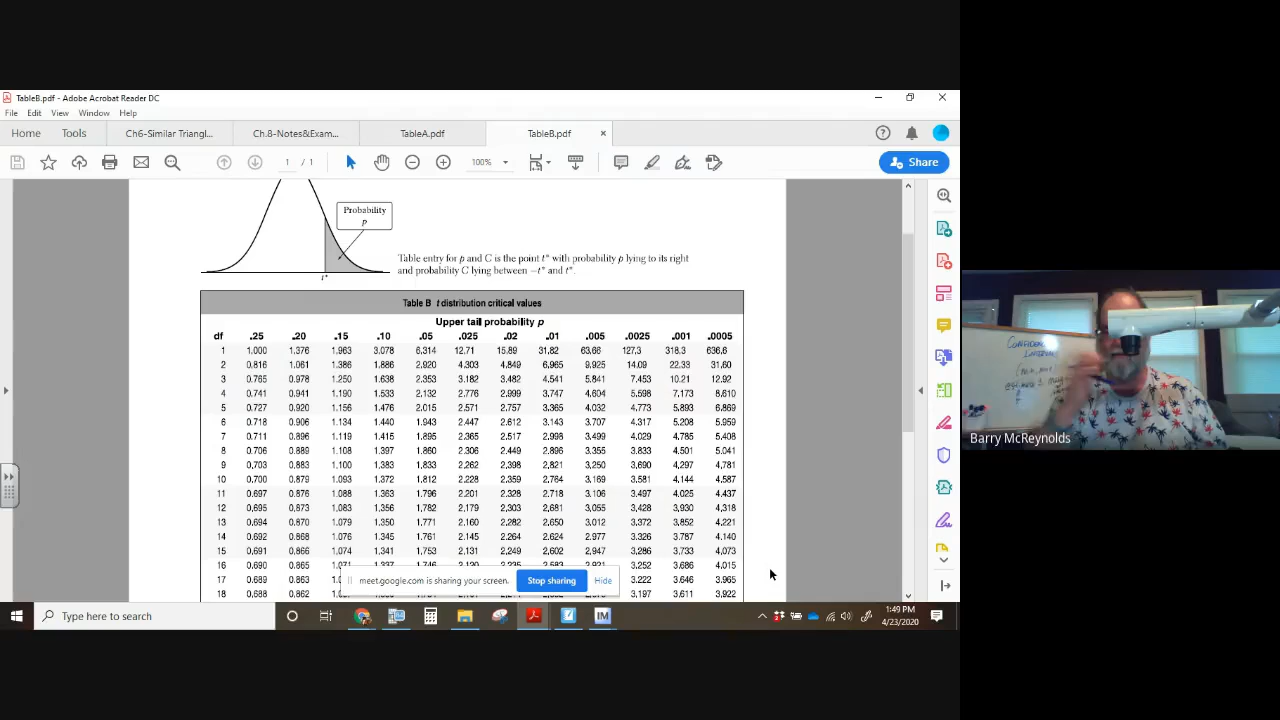 TableB.pdf - Adobe Acrobat Reader DC
File Edit View Window Help
Home Tools Ch6-Similar Triangl... Ch.8-Notes&Exam... TableA.pdf TableB.pdf ×
1 / 1 100% Share
Probability
p
t*
Table entry for p and C is the point t* with probability p lying to its right
and probability C lying between −t* and t*.
Table B t distribution critical values
Upper tail probability p
df .25 .20 .15 .10 .05 .025 .02 .01 .005 .0025 .001 .0005
1 1.000 1.376 1.963 3.078 6.314 12.71 15.89 31.82 63.66 127.3 318.3 636.6
2 0.816 1.061 1.386 1.886 2.920 4.303 4.849 6.965 9.925 14.09 22.33 31.60
3 0.765 0.978 1.250 1.638 2.353 3.182 3.482 4.541 5.841 7.453 10.21 12.92
4 0.741 0.941 1.190 1.533 2.132 2.776 2.999 3.747 4.604 5.598 7.173 8.610
5 0.727 0.920 1.156 1.476 2.015 2.571 2.757 3.365 4.032 4.773 5.893 6.869
6 0.718 0.906 1.134 1.440 1.943 2.447 2.612 3.143 3.707 4.317 5.208 5.959
7 0.711 0.896 1.119 1.415 1.895 2.365 2.517 2.998 3.499 4.029 4.785 5.408
8 0.706 0.889 1.108 1.397 1.860 2.306 2.449 2.896 3.355 3.833 4.501 5.041
9 0.703 0.883 1.100 1.383 1.833 2.262 2.398 2.821 3.250 3.690 4.297 4.781
10 0.700 0.879 1.093 1.372 1.812 2.228 2.359 2.764 3.169 3.581 4.144 4.587
11 0.697 0.876 1.088 1.363 1.796 2.201 2.328 2.718 3.106 3.497 4.025 4.437
12 0.695 0.873 1.083 1.356 1.782 2.179 2.303 2.681 3.055 3.428 3.930 4.318
13 0.694 0.870 1.079 1.350 1.771 2.160 2.282 2.650 3.012 3.372 3.852 4.221
14 0.692 0.868 1.076 1.345 1.761 2.145 2.264 2.624 2.977 3.326 3.787 4.140
15 0.691 0.866 1.074 1.341 1.753 2.131 2.249 2.602 2.947 3.286 3.733 4.073
16 0.690 0.865 3.252 3.686 4.015
17 0.689 0.863 3.222 3.646 3.965
18 0.688 0.862 3.197 3.611 3.922
meet.google.com is sharing your screen. Stop sharing Hide
Type here to search
IM
1:49 PM
4/23/2020
Barry McReynolds